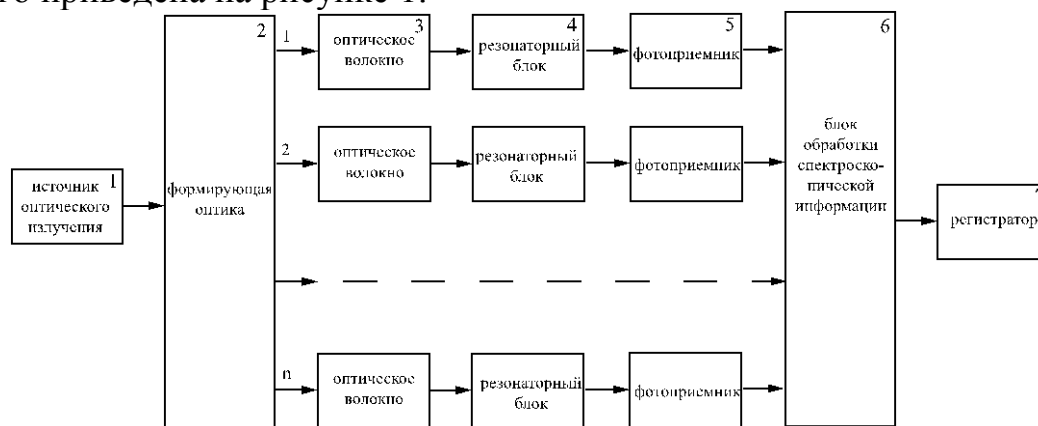 приведена на рисунке 1.
1
источник
оптического
излучения
2
формирующая
оптика
1
3
оптическое
волокно
4
резонаторный
блок
5
фотоприемник
2
оптическое
волокно
резонаторный
блок
фотоприемник
n
оптическое
волокно
резонаторный
блок
фотоприемник
6
блок
обработки
спектроско-
пической
информации
регистратор